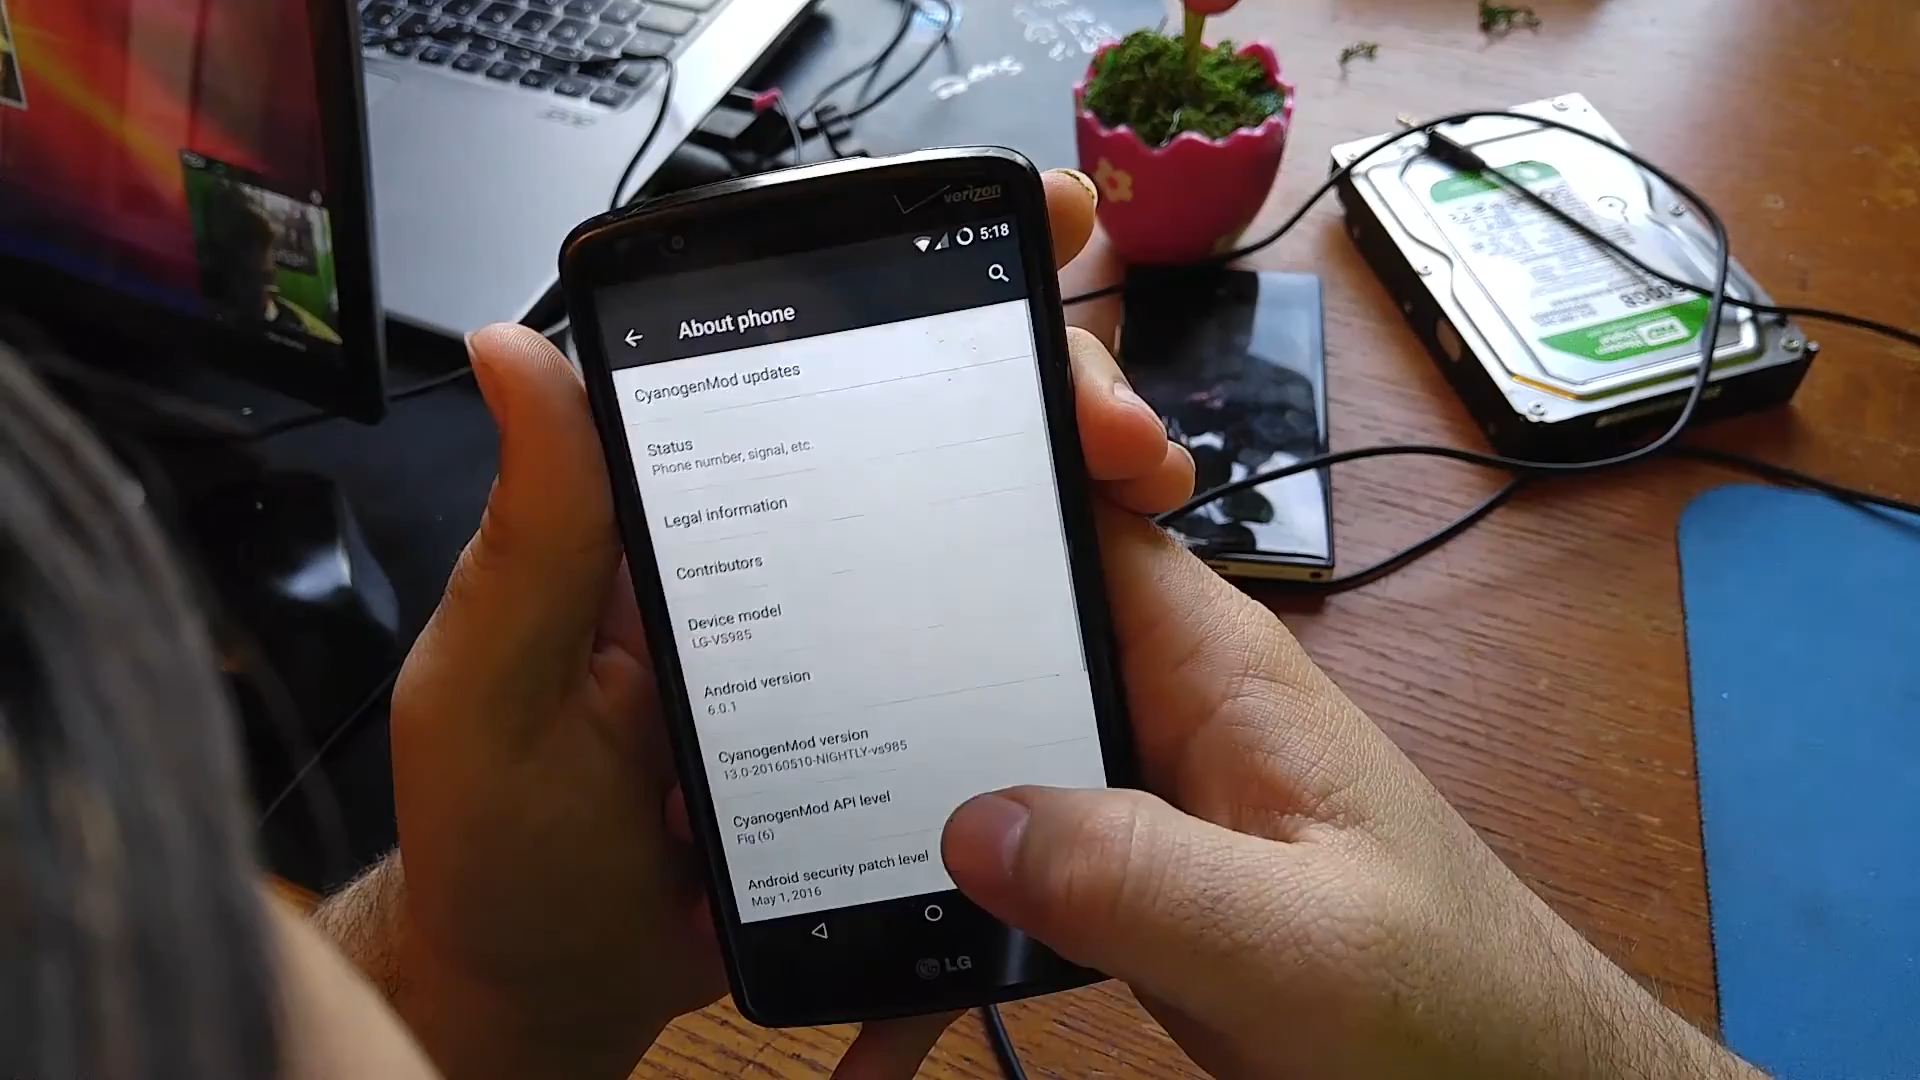 acer
verizon
5:18
About phone
CyanogenMod updates
Status
Phone number, signal, etc.
Legal information
Contributors
Device model
LG-VS985
Android version
6.0.1
CyanogenMod version
13.0-20160510-NIGHTLY-vs985
CyanogenMod API level
Fig (6)
Android security patch level
May 1, 2016
LG